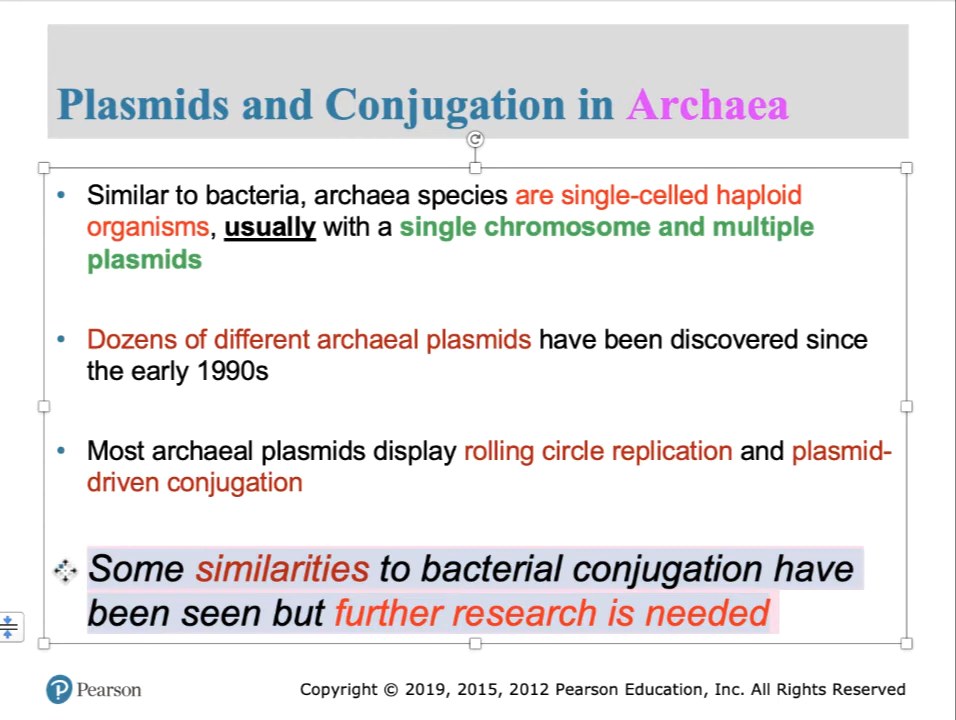 Plasmids and Conjugation in Archaea
• Similar to bacteria, archaea species are single-celled haploid
organisms, usually with a single chromosome and multiple
plasmids
• Dozens of different archaeal plasmids have been discovered since
the early 1990s
• Most archaeal plasmids display rolling circle replication and plasmid-
driven conjugation
Some similarities to bacterial conjugation have
been seen but further research is needed
P Pearson
Copyright © 2019, 2015, 2012 Pearson Education, Inc. All Rights Reserved